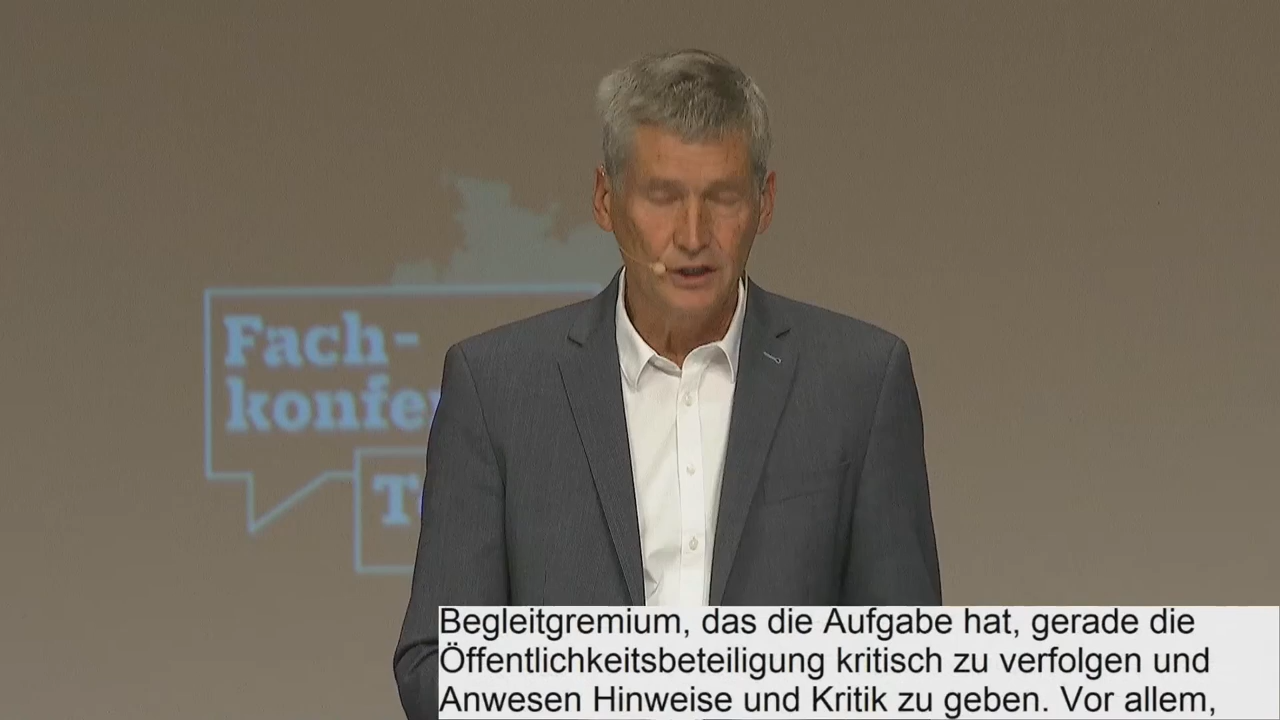 Fach-
konfe
T
Begleitgremium, das die Aufgabe hat, gerade die
Öffentlichkeitsbeteiligung kritisch zu verfolgen und
Anwesen Hinweise und Kritik zu geben. Vor allem,